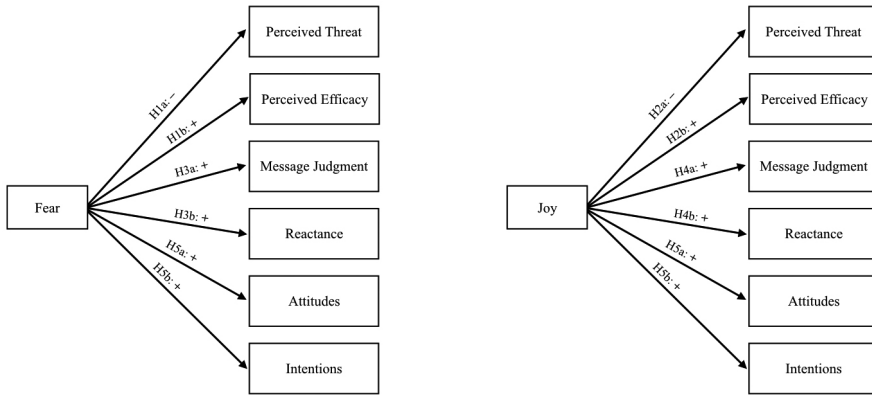 Fear
H1a: −
Perceived Threat
H1b: +
Perceived Efficacy
H3a: +
Message Judgment
H3b: +
Reactance
H5a: +
Attitudes
H5b: +
Intentions
Joy
H2a: −
Perceived Threat
H2b: +
Perceived Efficacy
H4a: +
Message Judgment
H4b: +
Reactance
H5a: +
Attitudes
H5b: +
Intentions